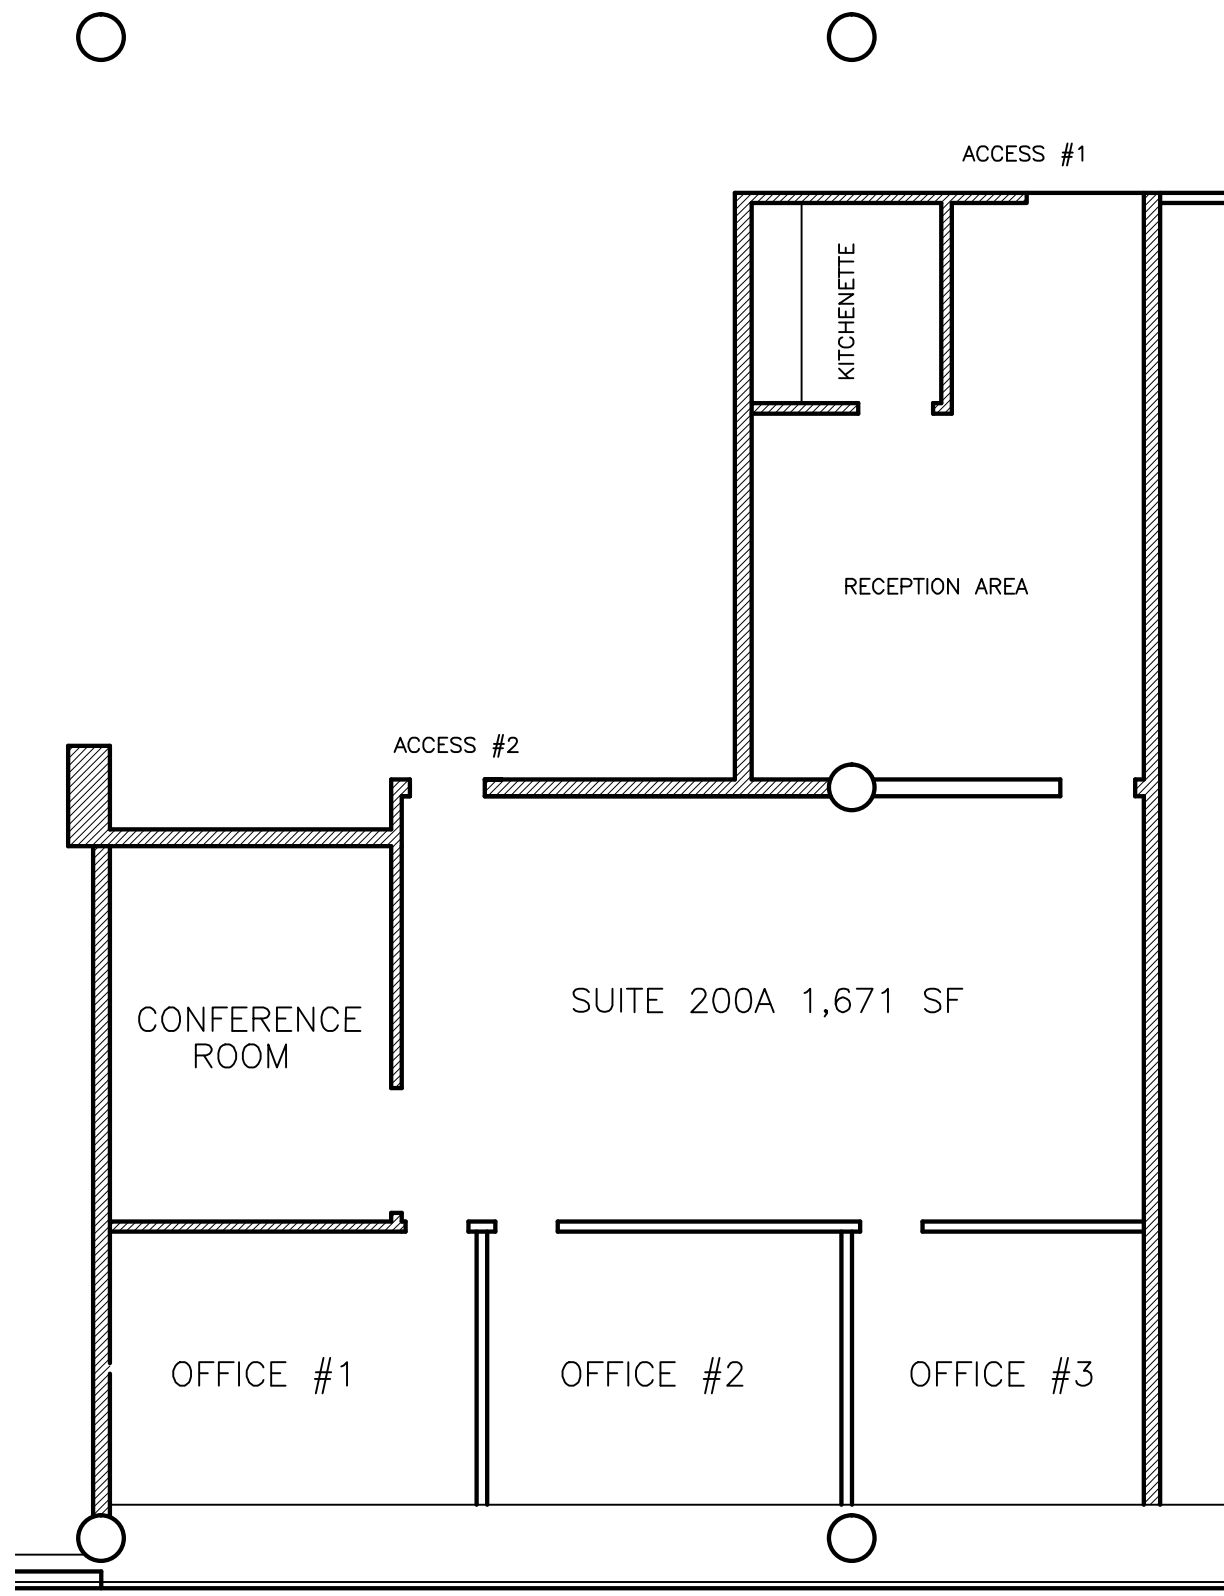 ACCESS #1
KITCHENETTE
RECEPTION AREA
ACCESS #2
SUITE 200A 1,671 SF
CONFERENCE
ROOM
OFFICE #1
OFFICE #2
OFFICE #3